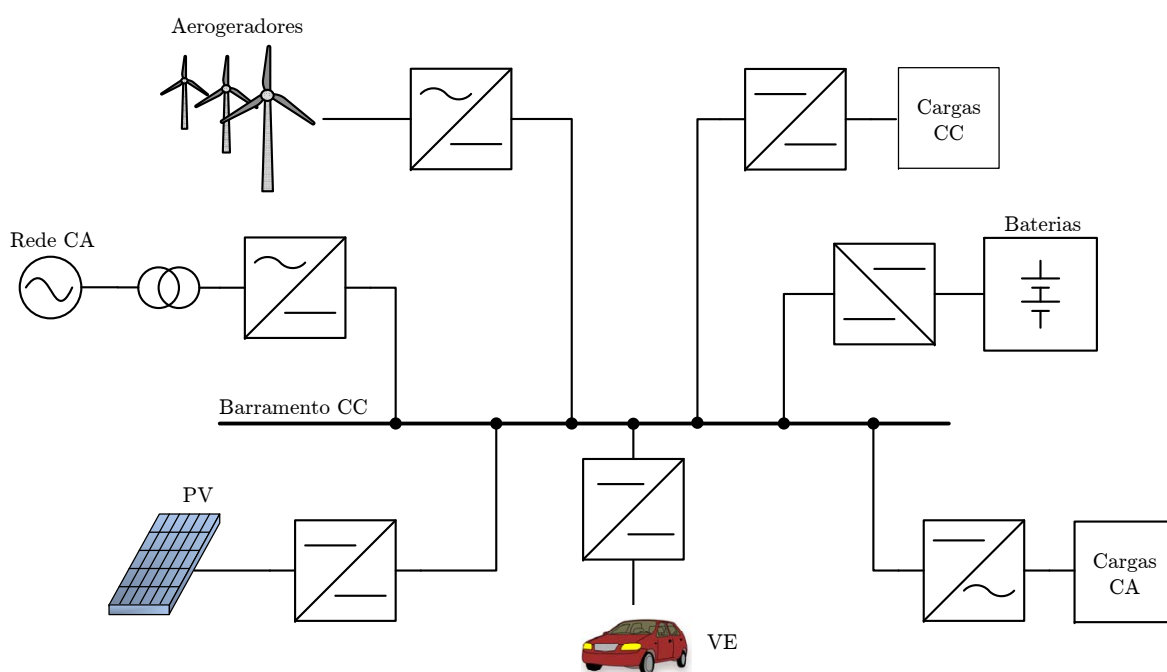 Aerogeradores
Cargas
CC
Rede CA
Baterias
Barramento CC
PV
Cargas
CA
VE